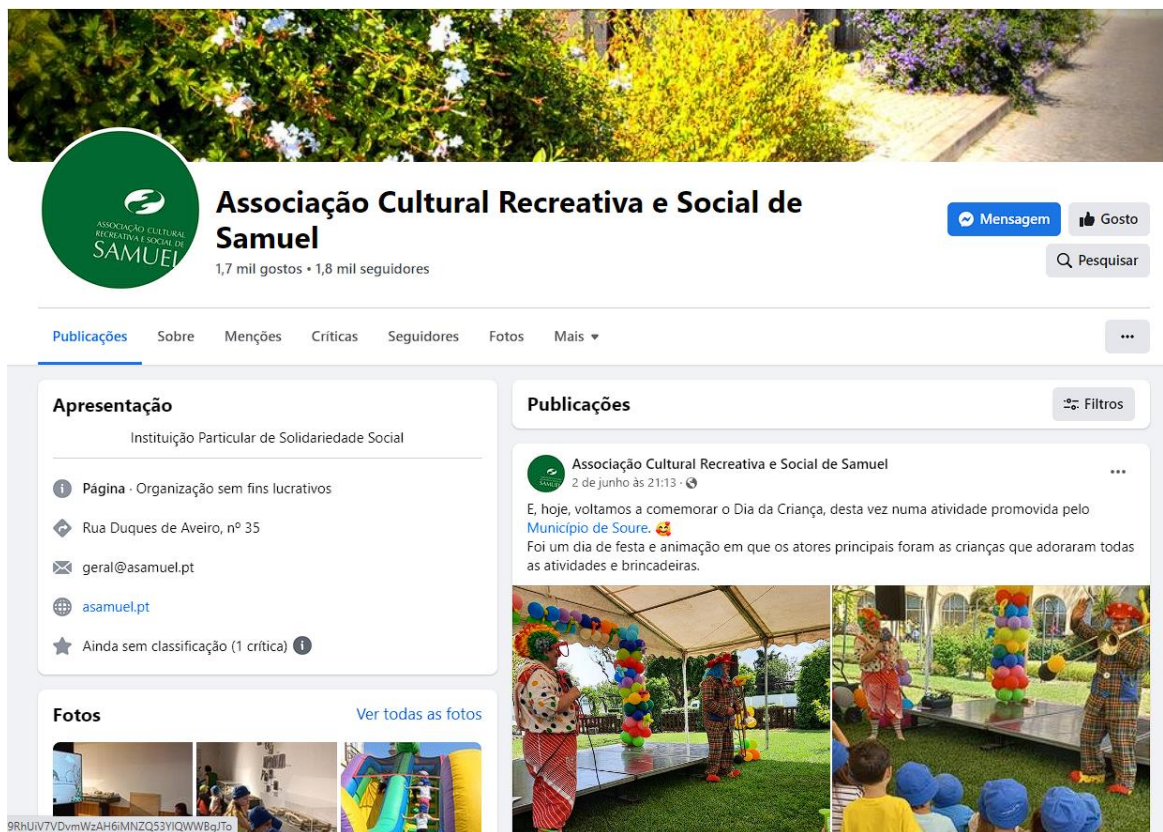 ASSOCIAÇÃO CULTURAL
RECREATIVA E SOCIAL DE
SAMUEL
Associação Cultural Recreativa e Social de
Samuel
1,7 mil gostos • 1,8 mil seguidores
Mensagem
Gosto
Pesquisar
Publicações
Sobre
Menções
Críticas
Seguidores
Fotos
Mais
Apresentação
Instituição Particular de Solidariedade Social
Página · Organização sem fins lucrativos
Rua Duques de Aveiro, nº 35
geral@asamuel.pt
asamuel.pt
Ainda sem classificação (1 crítica)
Fotos
Ver todas as fotos
Publicações
Filtros
Associação Cultural Recreativa e Social de Samuel
2 de junho às 21:13 ·
E, hoje, voltamos a comemorar o Dia da Criança, desta vez numa atividade promovida pelo
Município de Soure. 🥰
Foi um dia de festa e animação em que os atores principais foram as crianças que adoraram todas
as atividades e brincadeiras.